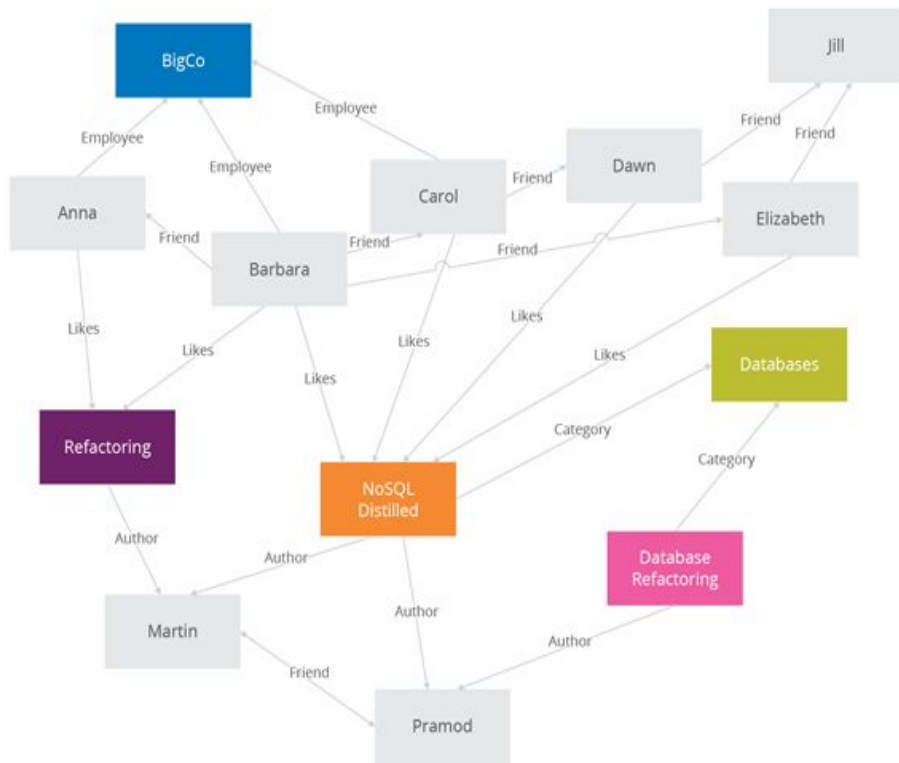 BigCo
Jill
Employee
Friend
Employee
Employee
Friend
Dawn
Carol
Friend
Anna
Elizabeth
Friend
Friend
Friend
Barbara
Likes
Likes
Likes
Likes
Likes
Likes
Databases
Refactoring
Category
Category
NoSQL
Distilled
Author
Author
Database
Refactoring
Author
Martin
Author
Friend
Pramod